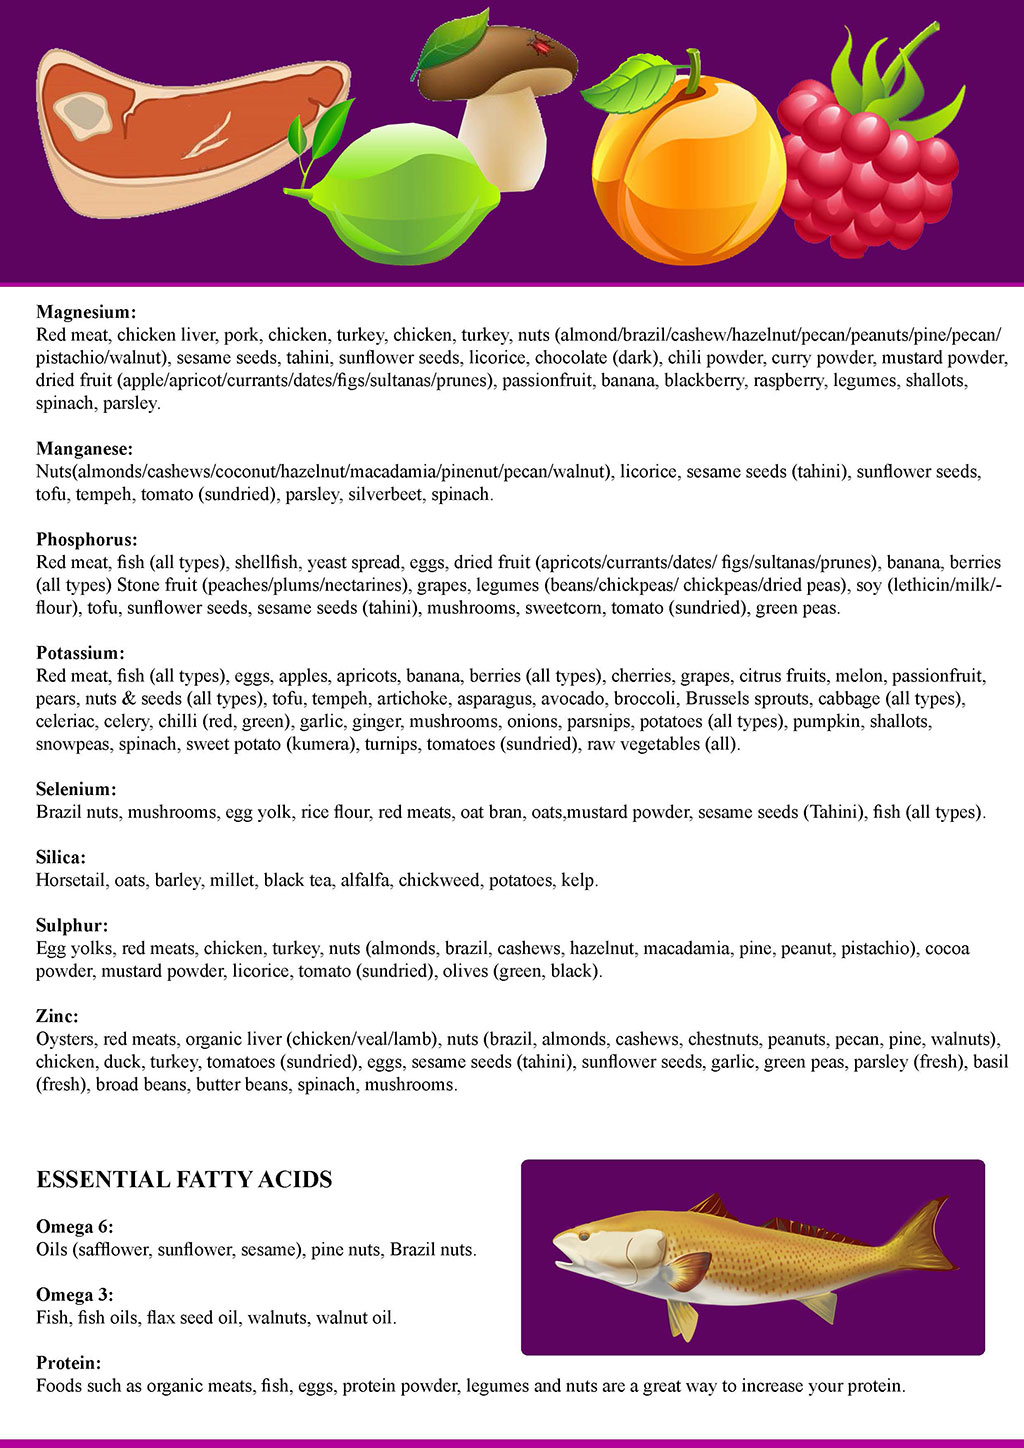 Magnesium:
Red meat, chicken liver, pork, chicken, turkey, chicken, turkey, nuts (almond/brazil/cashew/hazelnut/pecan/peanuts/pine/pecan/
pistachio/walnut), sesame seeds, tahini, sunflower seeds, licorice, chocolate (dark), chili powder, curry powder, mustard powder,
dried fruit (apple/apricot/currants/dates/figs/sultanas/prunes), passionfruit, banana, blackberry, raspberry, legumes, shallots,
spinach, parsley.
Manganese:
Nuts(almonds/cashews/coconut/hazelnut/macadamia/pinenut/pecan/walnut), licorice, sesame seeds (tahini), sunflower seeds,
tofu, tempeh, tomato (sundried), parsley, silverbeet, spinach.
Phosphorus:
Red meat, fish (all types), shellfish, yeast spread, eggs, dried fruit (apricots/currants/dates/ figs/sultanas/prunes), banana, berries
(all types) Stone fruit (peaches/plums/nectarines), grapes, legumes (beans/chickpeas/ chickpeas/dried peas), soy (lethicin/milk/-
flour), tofu, sunflower seeds, sesame seeds (tahini), mushrooms, sweetcorn, tomato (sundried), green peas.
Potassium:
Red meat, fish (all types), eggs, apples, apricots, banana, berries (all types), cherries, grapes, citrus fruits, melon, passionfruit,
pears, nuts & seeds (all types), tofu, tempeh, artichoke, asparagus, avocado, broccoli, Brussels sprouts, cabbage (all types),
celeriac, celery, chilli (red, green), garlic, ginger, mushrooms, onions, parsnips, potatoes (all types), pumpkin, shallots,
snowpeas, spinach, sweet potato (kumera), turnips, tomatoes (sundried), raw vegetables (all).
Selenium:
Brazil nuts, mushrooms, egg yolk, rice flour, red meats, oat bran, oats,mustard powder, sesame seeds (Tahini), fish (all types).
Silica:
Horsetail, oats, barley, millet, black tea, alfalfa, chickweed, potatoes, kelp.
Sulphur:
Egg yolks, red meats, chicken, turkey, nuts (almonds, brazil, cashews, hazelnut, macadamia, pine, peanut, pistachio), cocoa
powder, mustard powder, licorice, tomato (sundried), olives (green, black).
Zinc:
Oysters, red meats, organic liver (chicken/veal/lamb), nuts (brazil, almonds, cashews, chestnuts, peanuts, pecan, pine, walnuts),
chicken, duck, turkey, tomatoes (sundried), eggs, sesame seeds (tahini), sunflower seeds, garlic, green peas, parsley (fresh), basil
(fresh), broad beans, butter beans, spinach, mushrooms.
ESSENTIAL FATTY ACIDS
Omega 6:
Oils (safflower, sunflower, sesame), pine nuts, Brazil nuts.
Omega 3:
Fish, fish oils, flax seed oil, walnuts, walnut oil.
Protein:
Foods such as organic meats, fish, eggs, protein powder, legumes and nuts are a great way to increase your protein.